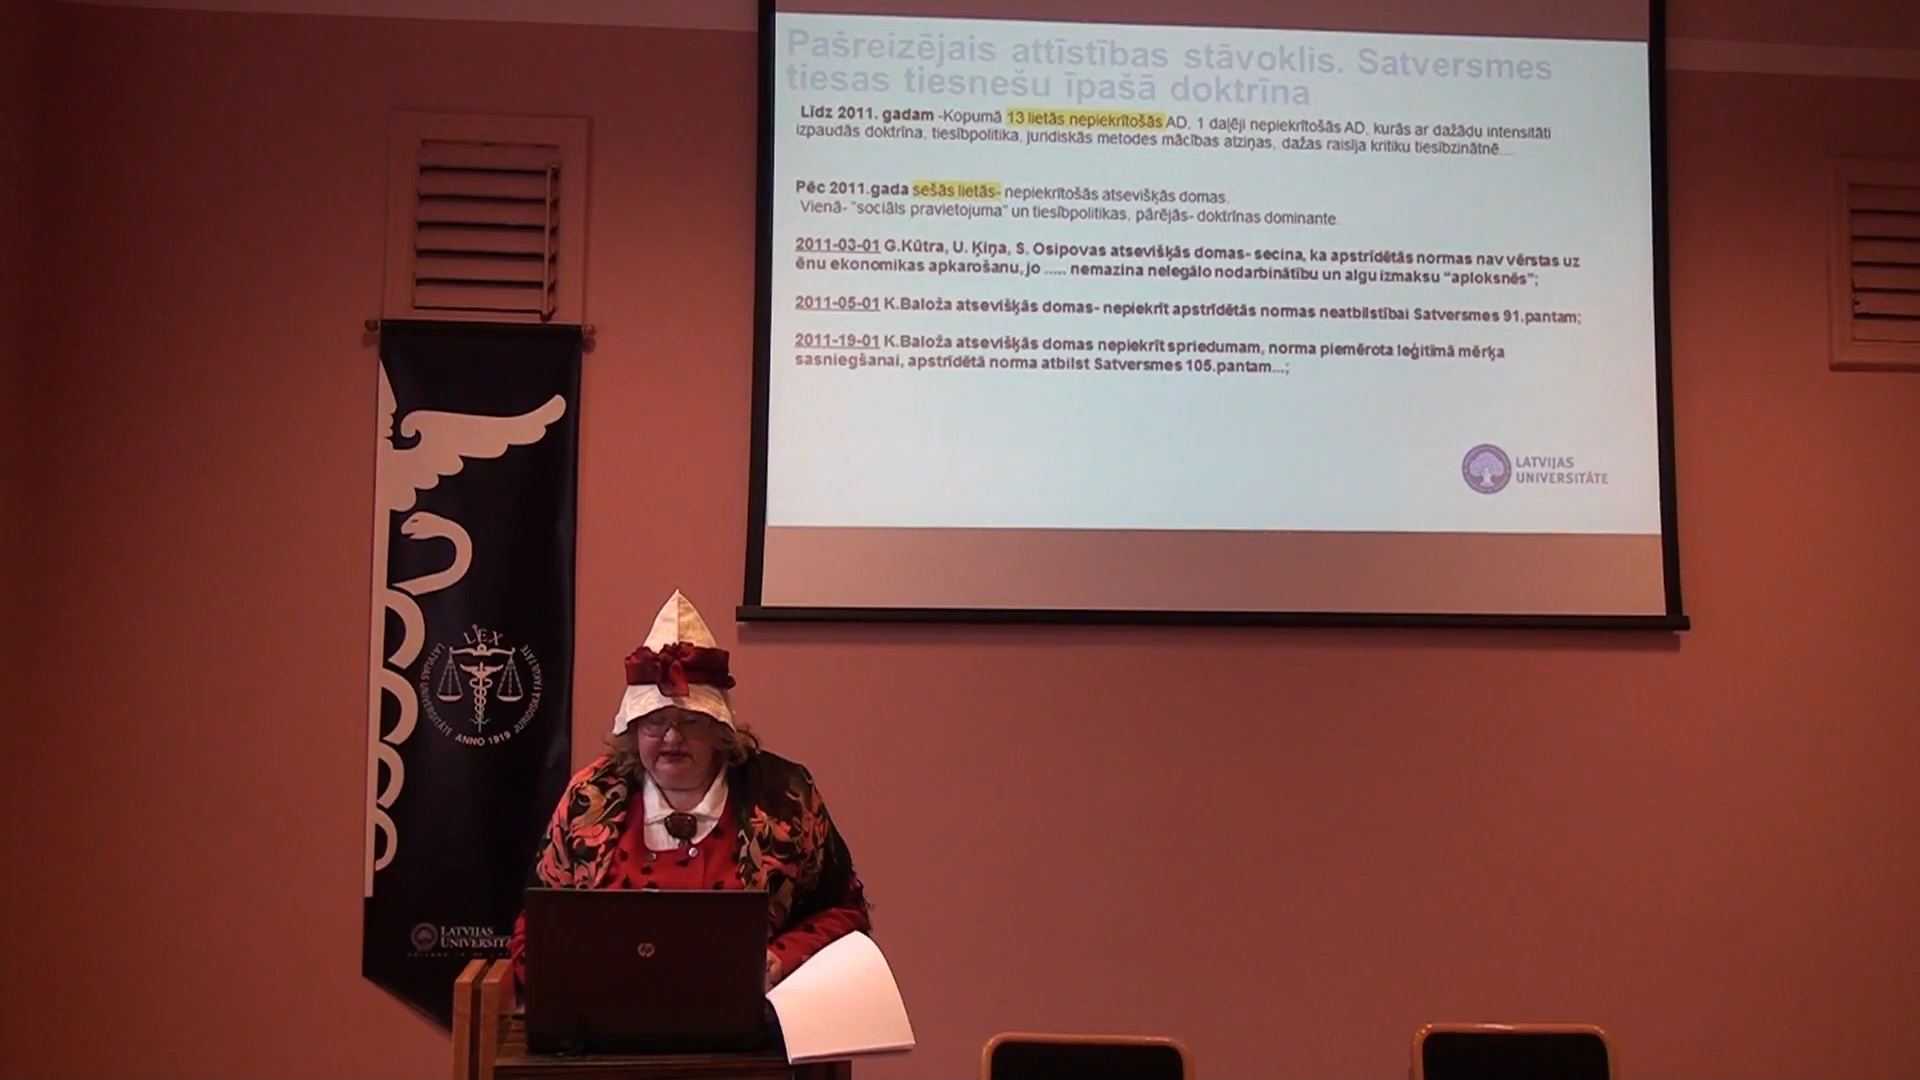 Pašreizējais attīstības stāvoklis. Satversmes
tiesas tiesnešu īpašā doktrīna
Līdz 2011. gadam -Kopumā 13 lietās nepiekrītošās AD, 1 daļēji nepiekrītošās AD, kurās ar dažādu intensitāti
izpaudās doktrīna, tiesībpolitika, juridiskās metodes mācības atziņas, dažas raisīja kritiku tiesībzinātnē....
Pēc 2011.gada sešās lietās- nepiekrītošās atsevišķās domas.
Vienā- "sociāls pravietojuma" un tiesībpolitikas, pārējās- doktrīnas dominante.
2011-03-01 G.Kūtra, U. Ķiņa, S. Osipovas atsevišķās domas- secina, ka apstrīdētās normas nav vērstas uz
ēnu ekonomikas apkarošanu, jo ..... nemazina nelegālo nodarbinātību un algu izmaksu "aploksnēs";
2011-05-01 K.Baloža atsevišķās domas- nepiekrīt apstrīdētās normas neatbilstībai Satversmes 91.pantam;
2011-19-01 K.Baloža atsevišķās domas nepiekrīt spriedumam, norma piemērota leģitīmā mērķa
sasniegšanai, apstrīdētā norma atbilst Satversmes 105.pantam...;
LATVIJAS
UNIVERSITĀTE
LEX
LATVIJAS UNIVERSITĀTE JURIDISKĀ FAKULTĀTE
ANNO 1919
LATVIJAS
UNIVERSITĀ
hp